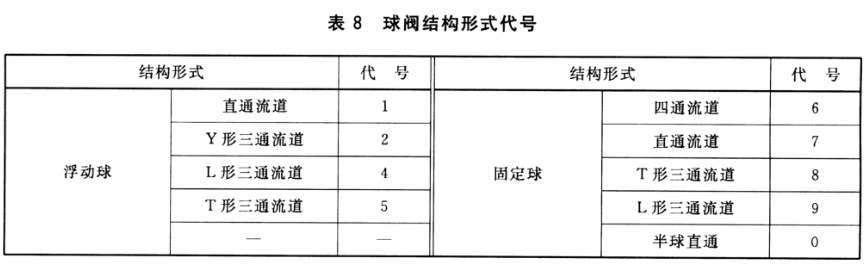 表 8 球阀结构形式代号
结构形式 代 号 结构形式 代 号
浮动球 直通流道 1 固定球 四通流道 6
Y 形三通流道 2 直通流道 7
L 形三通流道 4 T 形三通流道 8
T 形三通流道 5 L 形三通流道 9
— — 半球直通 0